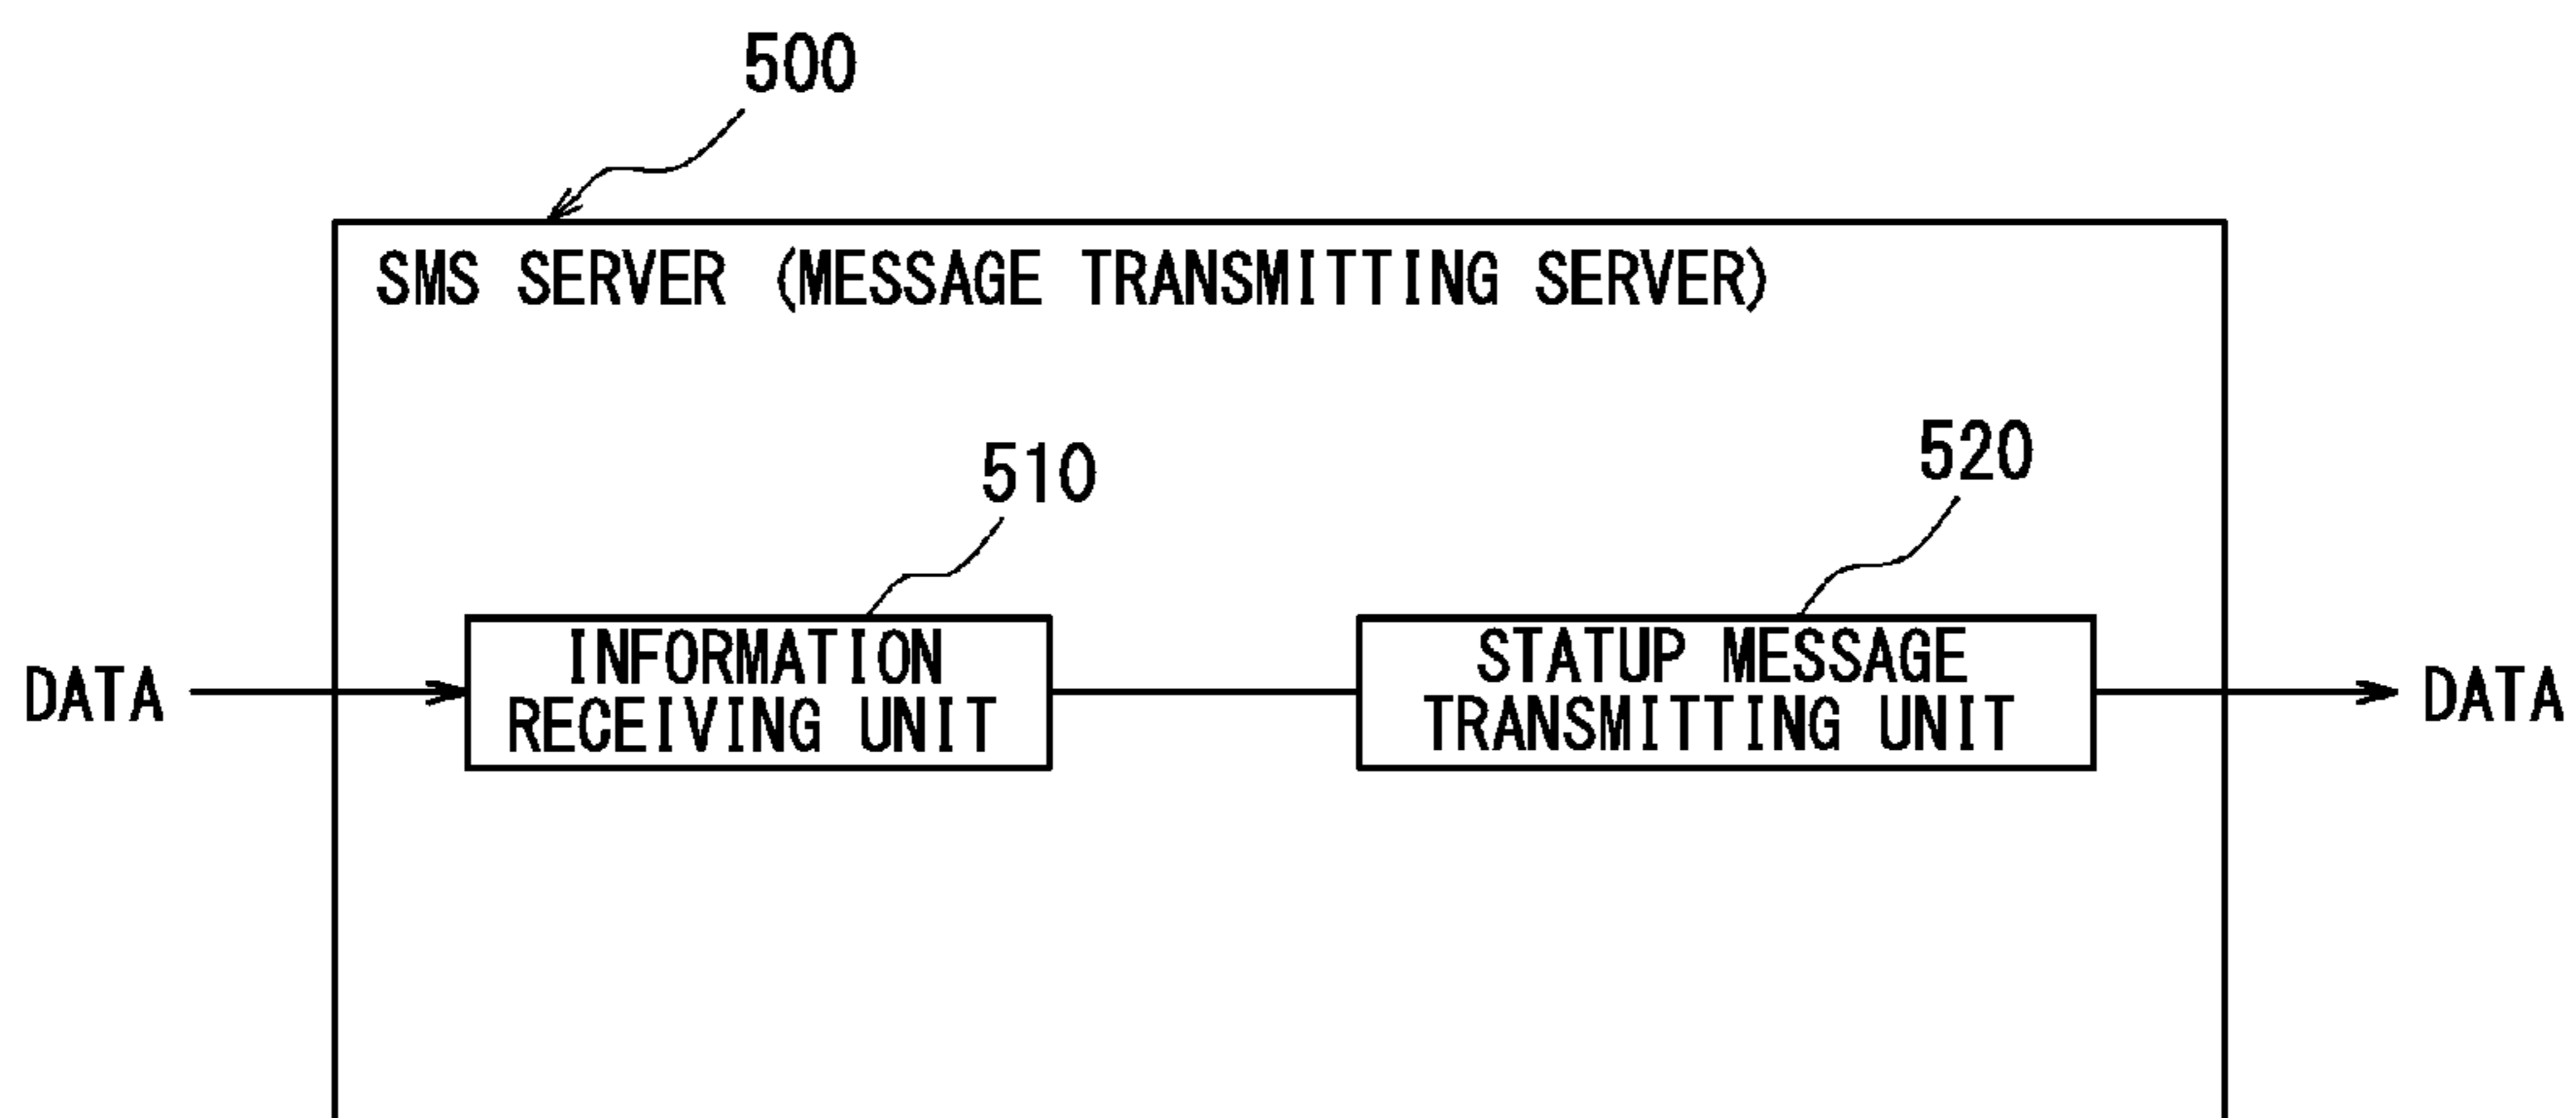 500
SMS SERVER (MESSAGE TRANSMITTING SERVER)
510
520
DATA
INFORMATION
RECEIVING UNIT
STATUP MESSAGE
TRANSMITTING UNIT
DATA